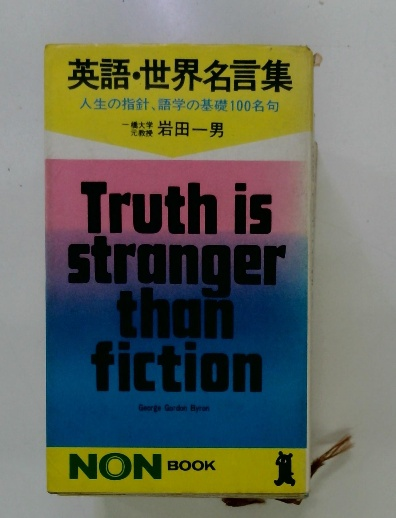 英語・世界名言集
人生の指針、語学の基礎100名句
一橋大学元教授 岩田一男
Truth is
stranger
than
fiction
George Gordon Byron
NON BOOK